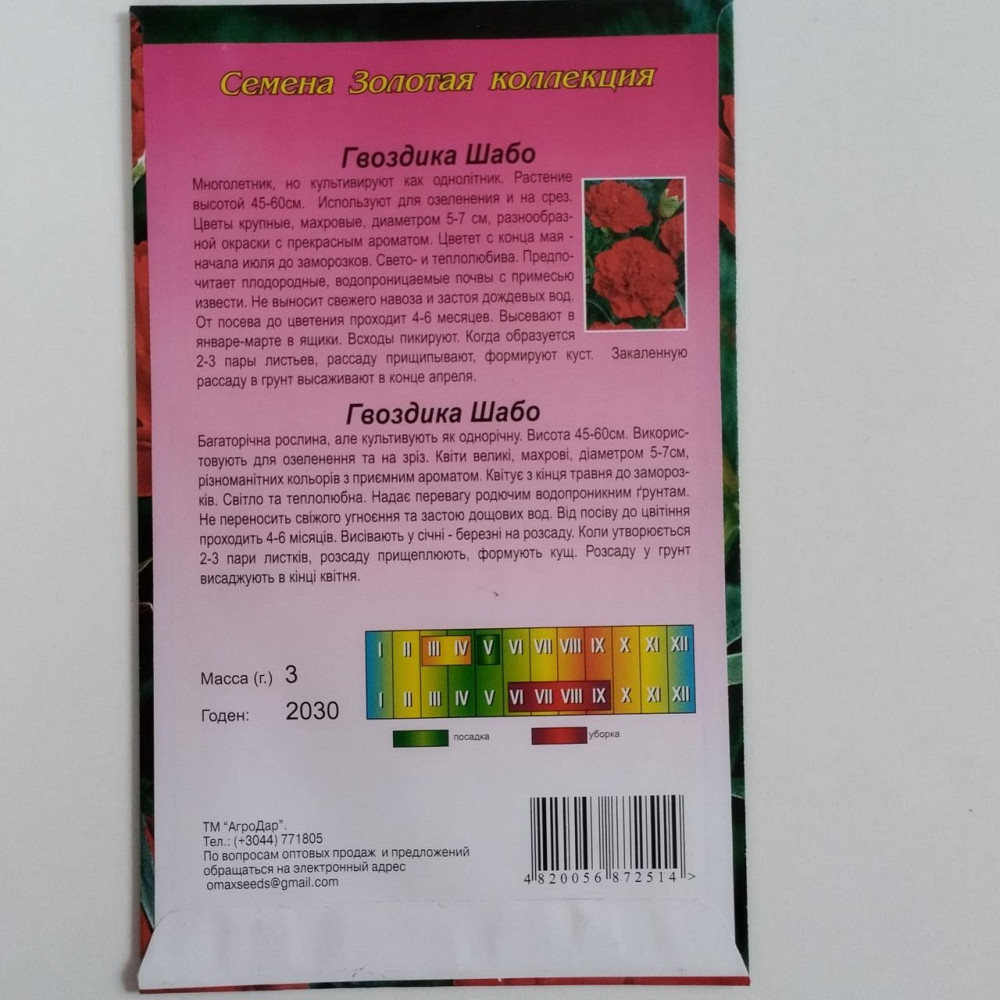 Семена Золотая коллекция
Гвоздика Шабо
Многолетник, но культивируют как однолітник. Растение
высотой 45-60см. Используют для озеленения и на срез.
Цветы крупные, махровые, диаметром 5-7 см, разнообраз-
ной окраски с прекрасным ароматом. Цветет с конца мая -
начала июля до заморозков. Свето- и теплолюбива. Предпо-
читает плодородные, водопроницаемые почвы с примесью
извести. Не выносит свежего навоза и застоя дождевых вод.
От посева до цветения проходит 4-6 месяцев. Высевают в
январе-марте в ящики. Всходы пикируют. Когда образуется
2-3 пары листьев, рассаду прищипывают, формируют куст. Закаленную
рассаду в грунт высаживают в конце апреля.
Гвоздика Шабо
Багаторічна рослина, але культивують як однорічну. Висота 45-60см. Викорис-
товують для озеленення та на зріз. Квіти великі, махрові, діаметром 5-7см,
різноманітних кольорів з приємним ароматом. Квітує з кінця травня до замороз-
ків. Світло та теплолюбна. Надає перевагу родючим водопроникним ґрунтам.
Не переносить свіжого угноєння та застою дощових вод. Від посіву до цвітіння
проходить 4-6 місяців. Висівають у січні - березні на розсаду. Коли утворюється
2-3 пари листків, розсаду прищеплюють, формують кущ. Розсаду у грунт
висаджують в кінці квітня.
I II III IV V VI VII VIII IX X XI XII
Масса (г.) 3
I II III IV V VI VII VIII IX X XI XII
Годен: 2030
посадка уборка
ТМ "АгроДар".
Тел.: (+3044) 771805
По вопросам оптовых продаж и предложений
обращаться на электронный адрес
omaxseeds@gmail.com
4 820056 872514 >